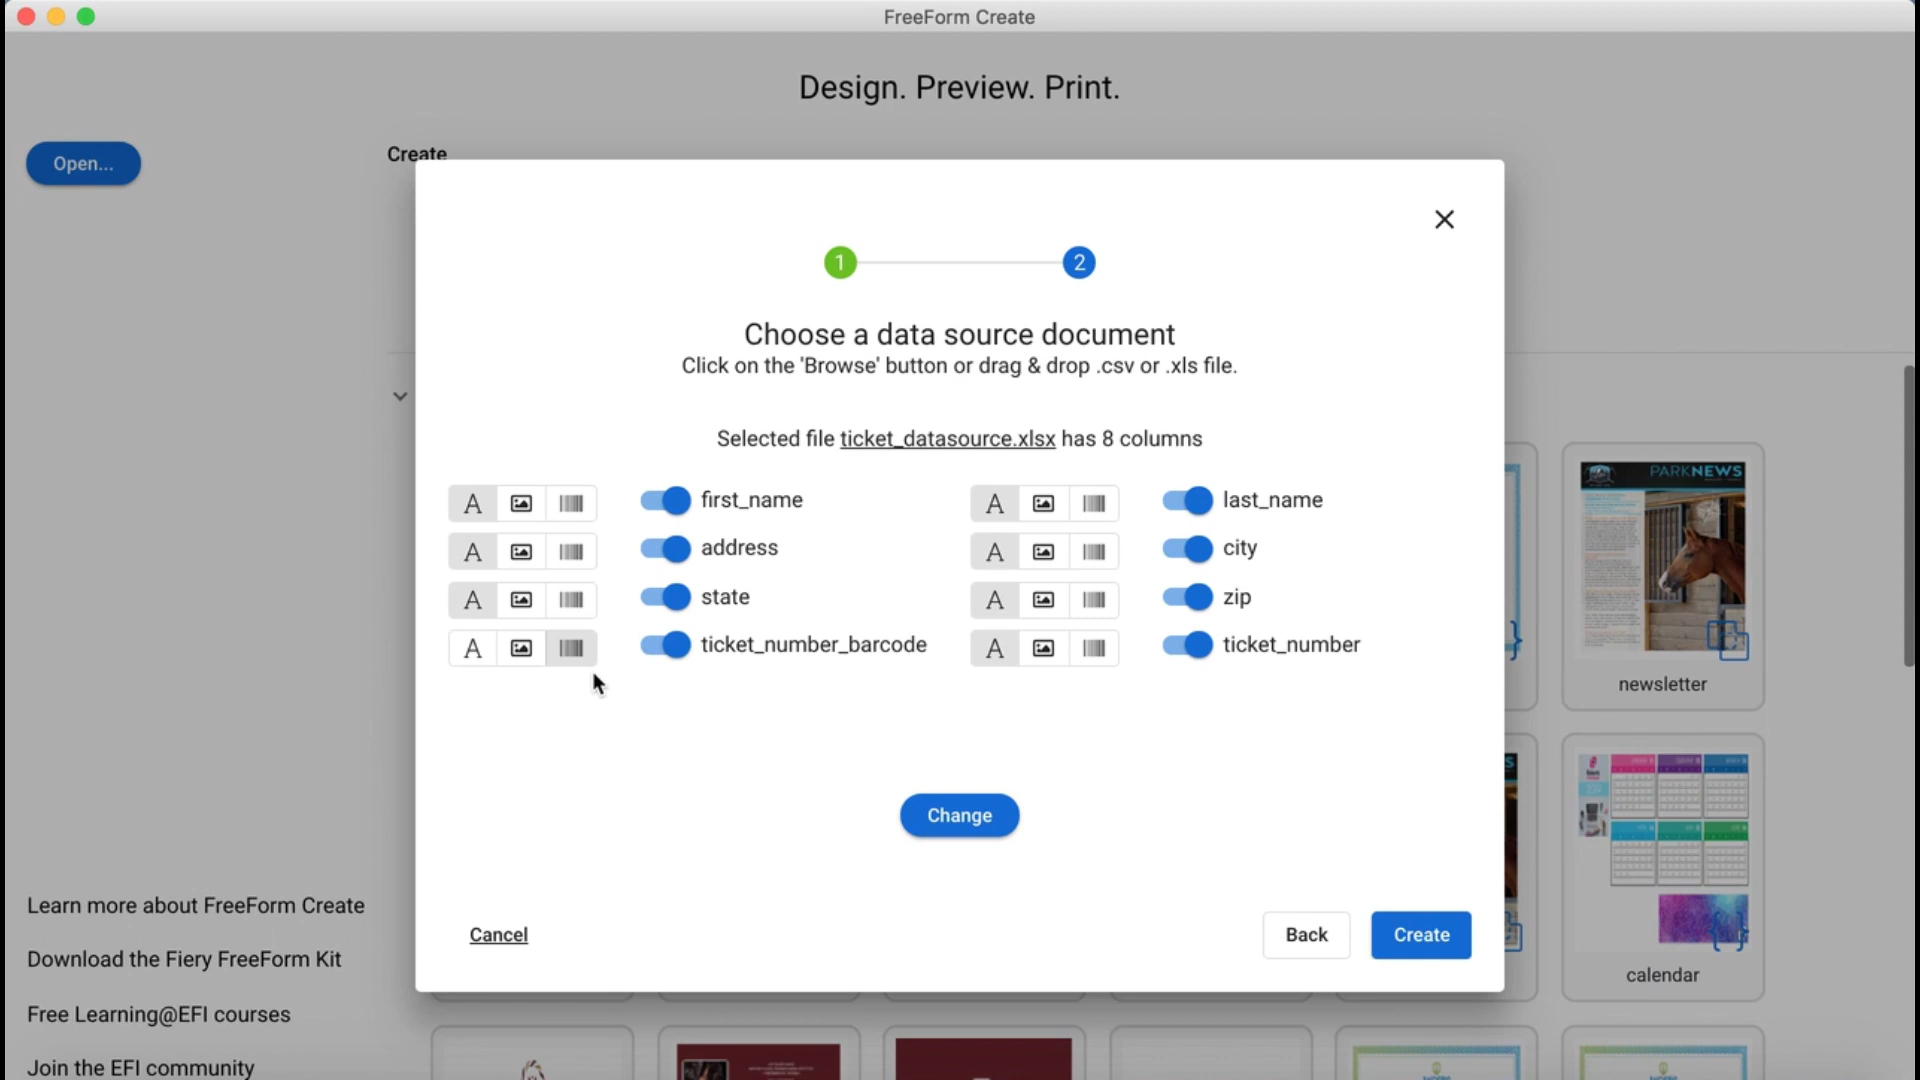 FreeForm Create
Design. Preview. Print.
Open...
Create
1
2
Choose a data source document
Click on the 'Browse' button or drag & drop .csv or .xls file.
Selected file ticket_datasource.xlsx has 8 columns
A first_name A last_name
A address A city
A state A zip
A ticket_number_barcode A ticket_number
Change
Cancel
Back
Create
PARKNEWS
newsletter
calendar
Learn more about FreeForm Create
Download the Fiery FreeForm Kit
Free Learning@EFI courses
Join the EFI community